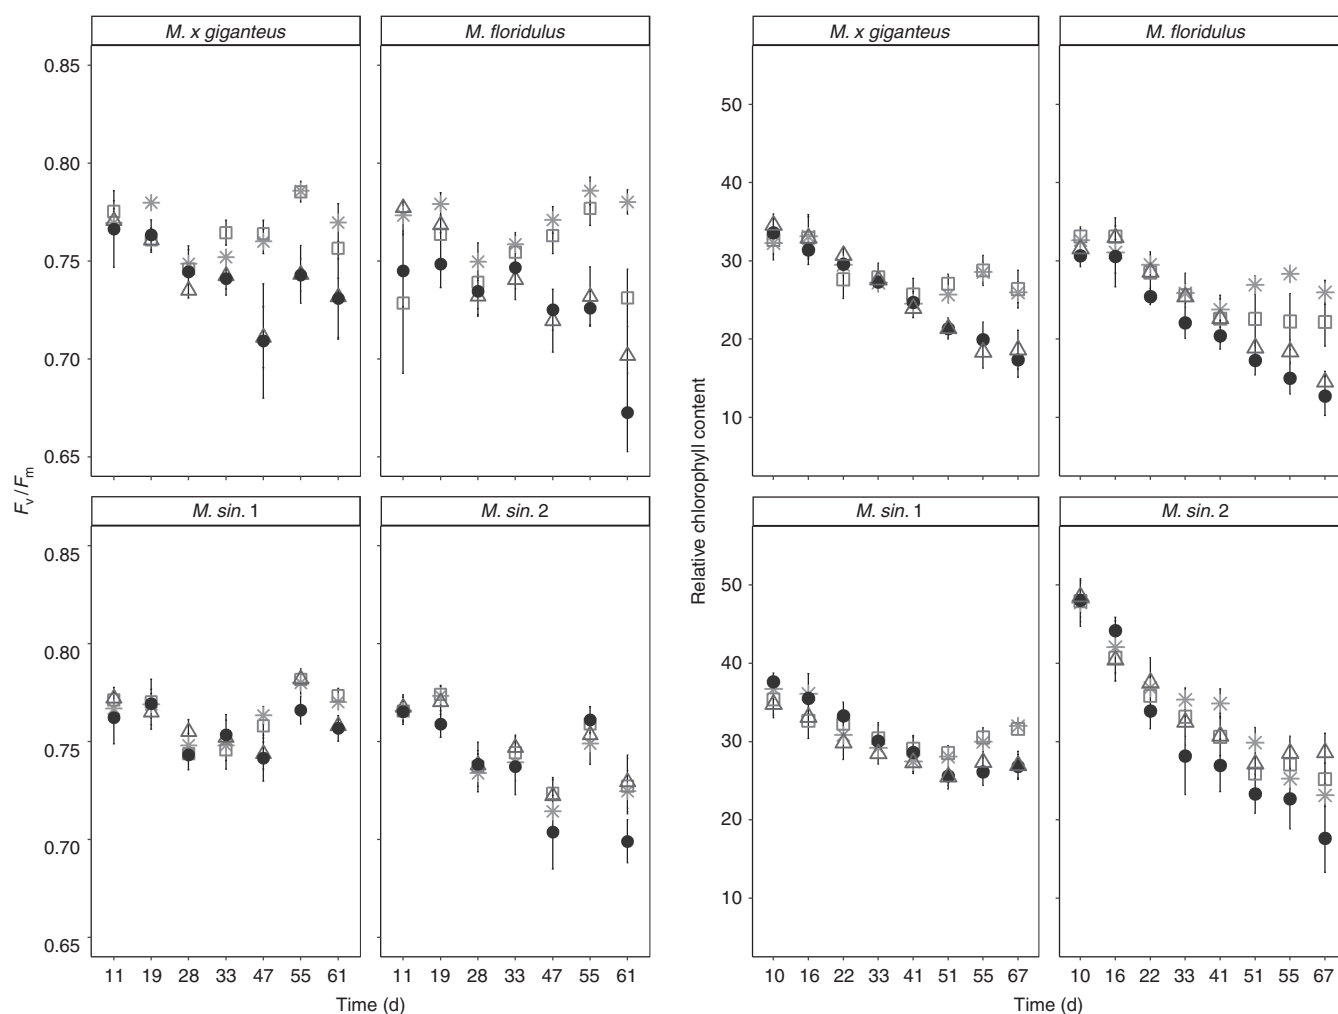 M. x giganteus
M. floridulus
0.85
0.80
0.75
0.70
0.65
M. sin. 1
M. sin. 2
0.85
0.80
0.75
0.70
0.65
Fv/Fm
11 19 28 33 47 55 61
11 19 28 33 47 55 61
Time (d)
M. x giganteus
M. floridulus
50
40
30
20
10
M. sin. 1
M. sin. 2
50
40
30
20
10
Relative chlorophyll content
10 16 22 33 41 51 55 67
10 16 22 33 41 51 55 67
Time (d)